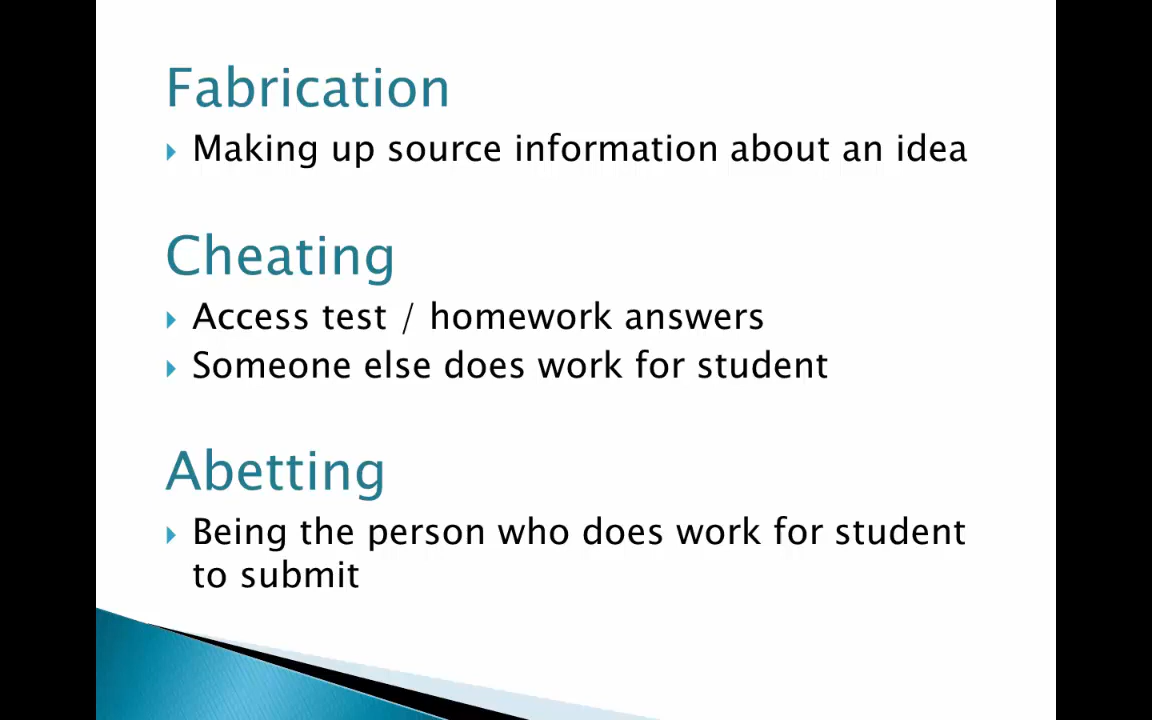 Fabrication
Making up source information about an idea
Cheating
Access test / homework answers
Someone else does work for student
Abetting
Being the person who does work for student
to submit